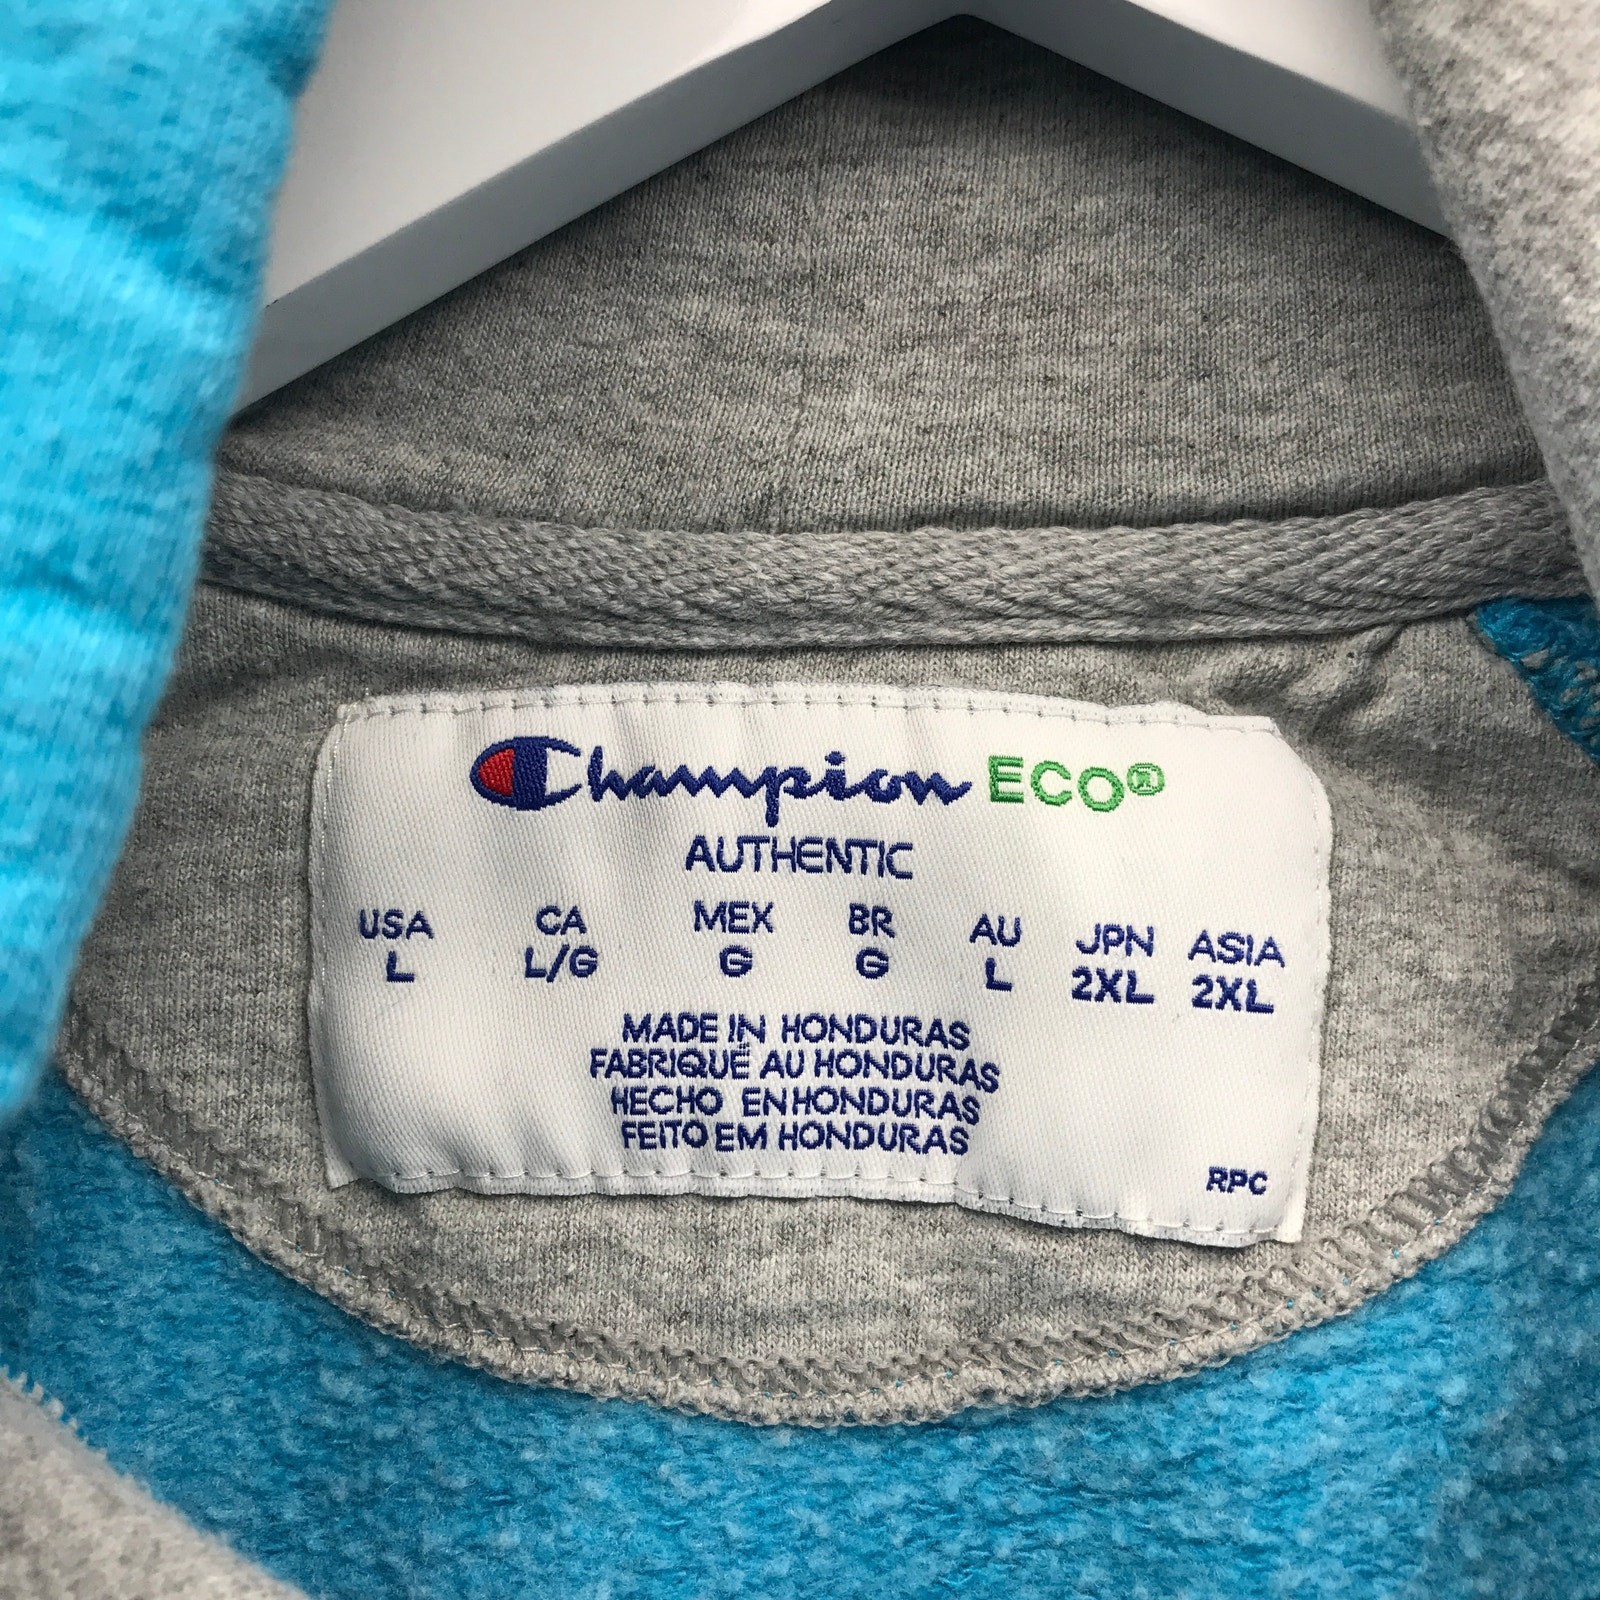 Champion ECO®
AUTHENTIC
USA CA MEX BR AU JPN ASIA
L L/G G G L 2XL 2XL
MADE IN HONDURAS
FABRIQUÉ AU HONDURAS
HECHO EN HONDURAS
FEITO EM HONDURAS
RPC